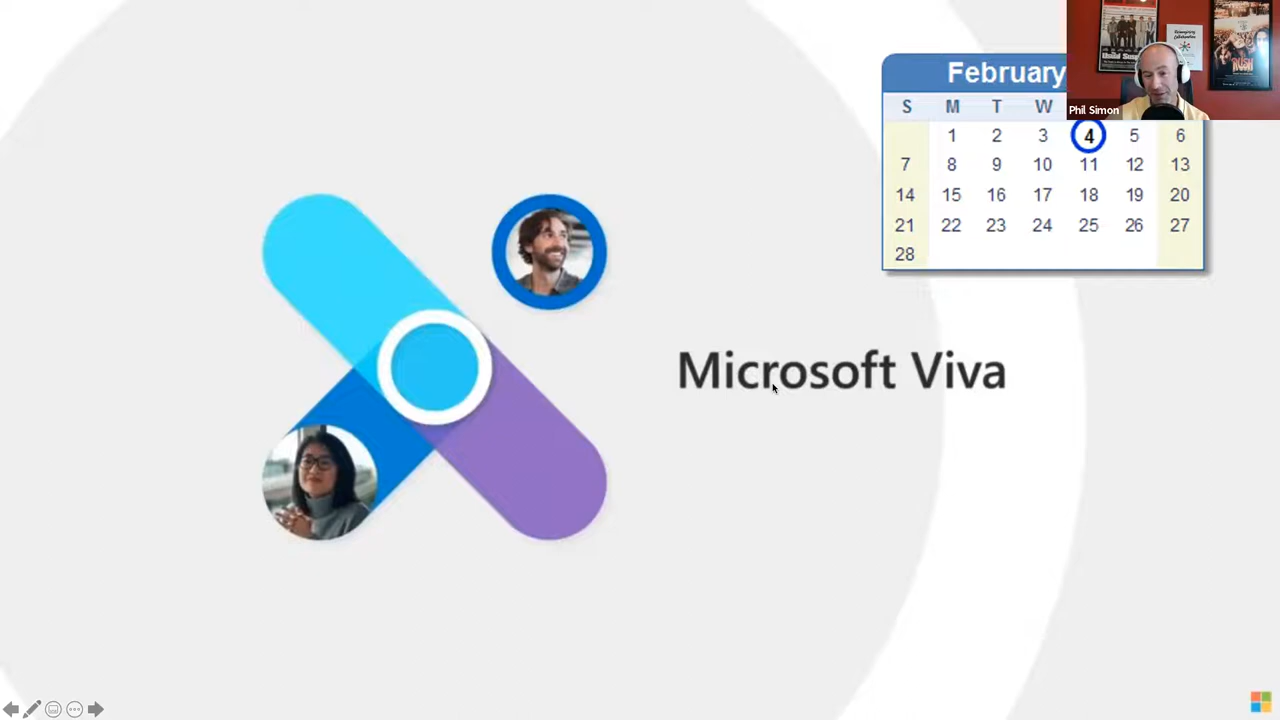 February
S M T W
1 2 3 4 5 6
7 8 9 10 11 12 13
14 15 16 17 18 19 20
21 22 23 24 25 26 27
28
RUSH
Phil Simon
Microsoft Viva